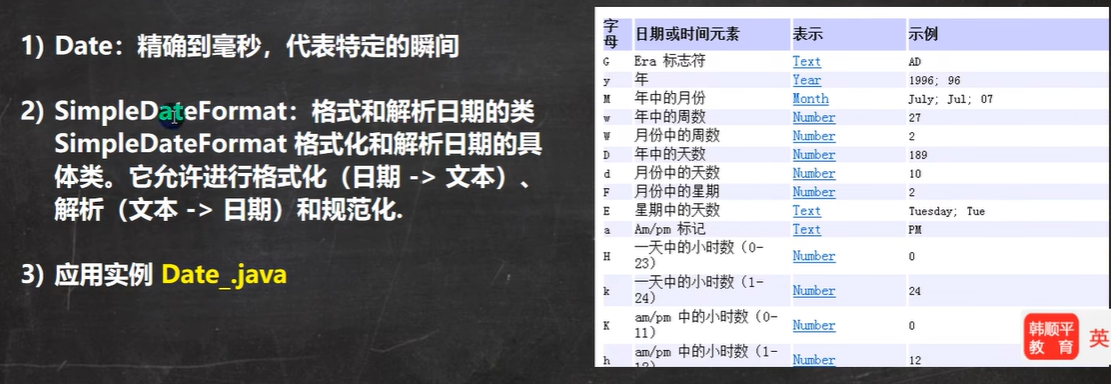 1) Date：精确到毫秒，代表特定的瞬间
2) SimpleDateFormat：格式和解析日期的类
SimpleDateFormat 格式化和解析日期的具
体类。它允许进行格式化（日期 -> 文本）、
解析（文本 -> 日期）和规范化.
3) 应用实例 Date_.java
字母 日期或时间元素 表示 示例
G Era 标志符 Text AD
y 年 Year 1996; 96
M 年中的月份 Month July; Jul; 07
w 年中的周数 Number 27
W 月份中的周数 Number 2
D 年中的天数 Number 189
d 月份中的天数 Number 10
F 月份中的星期 Number 2
E 星期中的天数 Text Tuesday; Tue
a Am/pm 标记 Text PM
H 一天中的小时数（0-
23） Number 0
k 一天中的小时数（1-
24） Number 24
K am/pm 中的小时数（0-
11） Number 0
h am/pm 中的小时数（1-
Number 12
韩顺平
教育
英